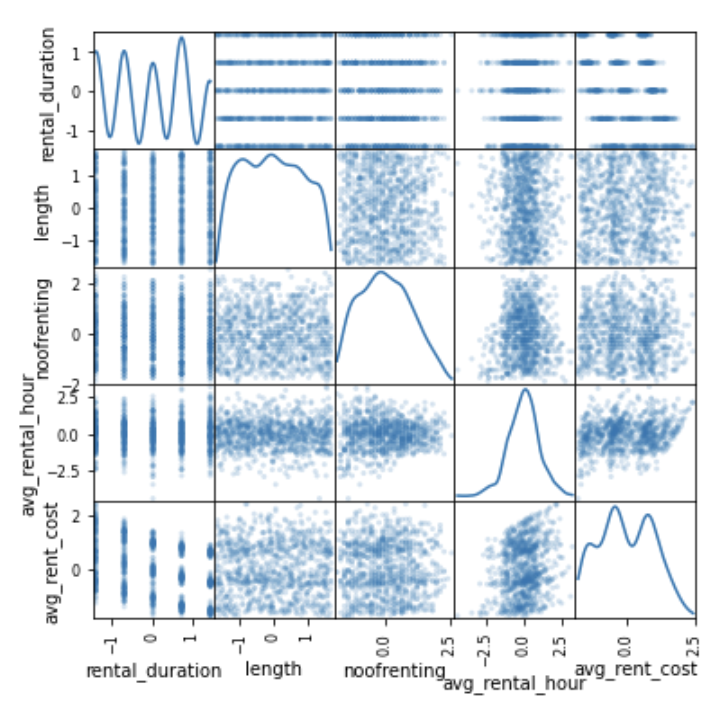 rental_duration
1
0
-1
length
1
0
-1
noofrenting
2
0
-2
avg_rental_hour
2.5
0.0
-2.5
avg_rent_cost
2
0
-1 0 1 -1 0 1 0.0 2.5 -2.5 0.0 2.5 0.0 2.5
rental_duration length noofrenting avg_rental_hour avg_rent_cost